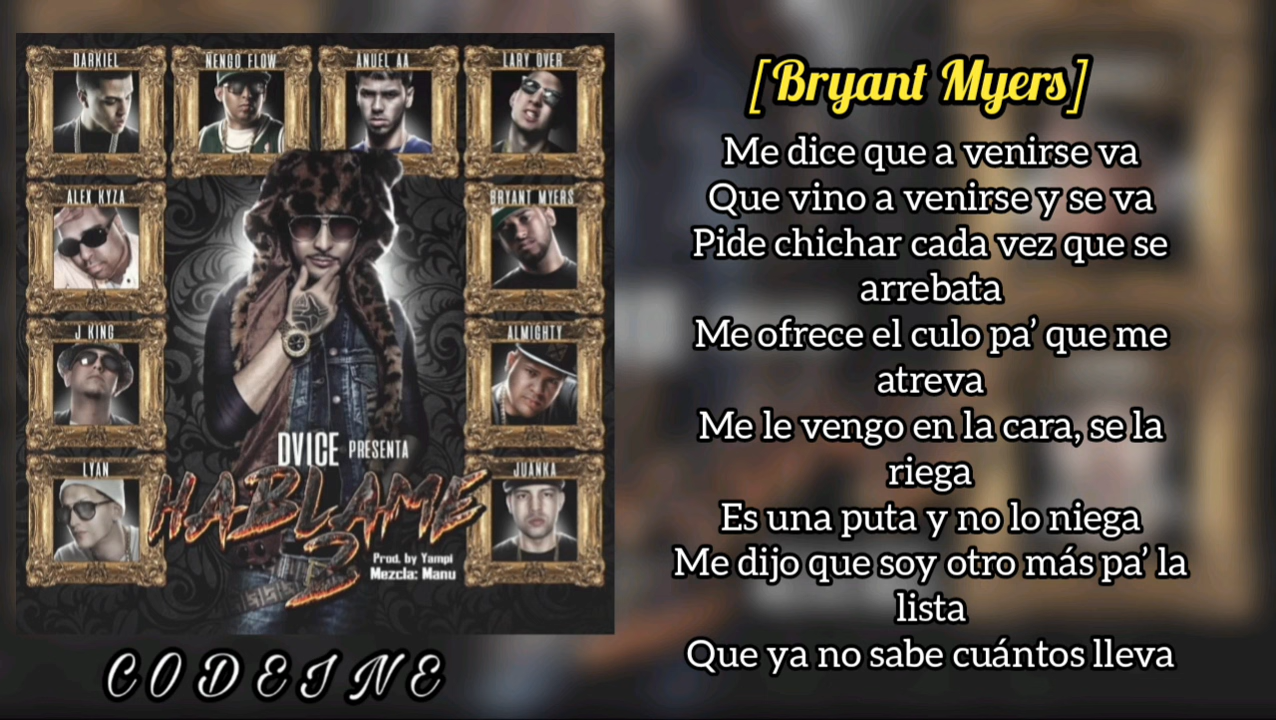 DARKIEL
ÑENGO FLOW
ANUEL AA
LARY OVER
ALEX KYZA
BRYANT MYERS
J KING
ALMIGHTY
LYAN
JUANKA
DVICE PRESENTA
HABLAME
3
Prod. by Yampi
Mezcla: Manu
CODEINE
[Bryant Myers]
Me dice que a venirse va
Que vino a venirse y se va
Pide chichar cada vez que se
arrebata
Me ofrece el culo pa’ que me
atreva
Me le vengo en la cara, se la
riega
Es una puta y no lo niega
Me dijo que soy otro más pa’ la
lista
Que ya no sabe cuántos lleva